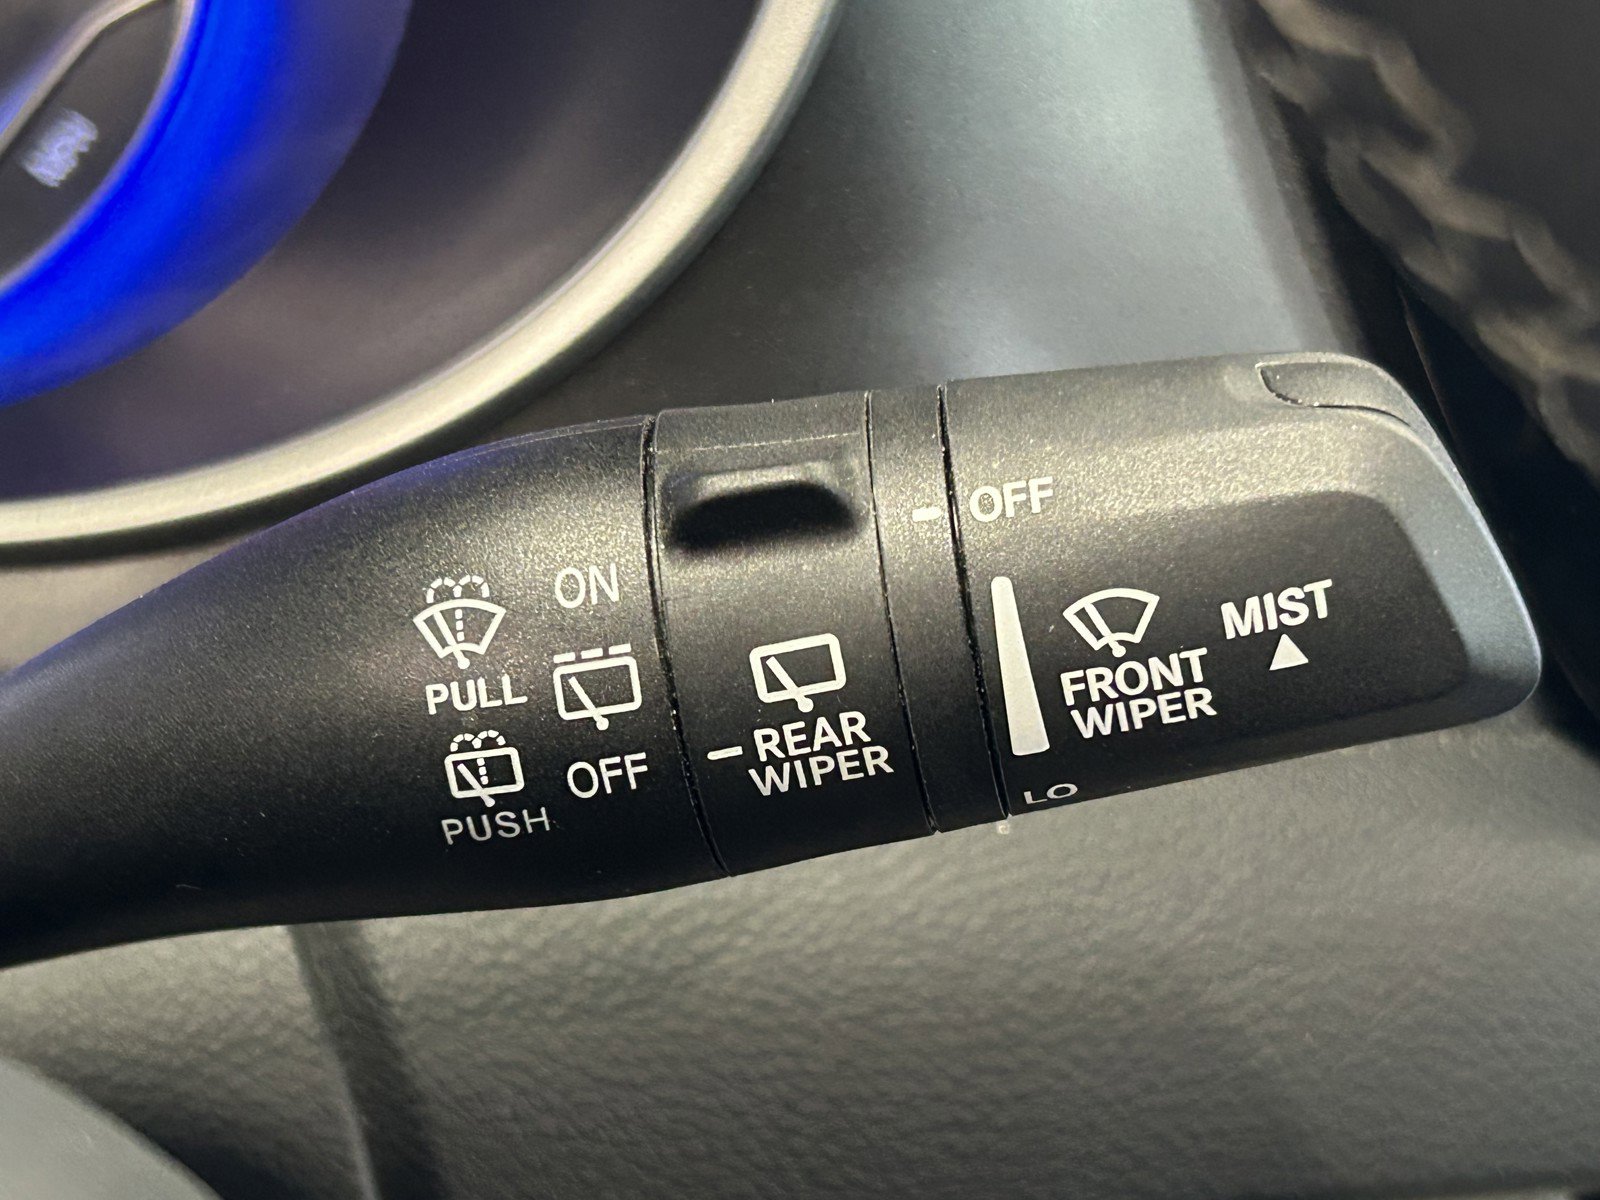 ON
PULL
OFF
PUSH
REAR
WIPER
OFF
FRONT
WIPER
MIST
LO